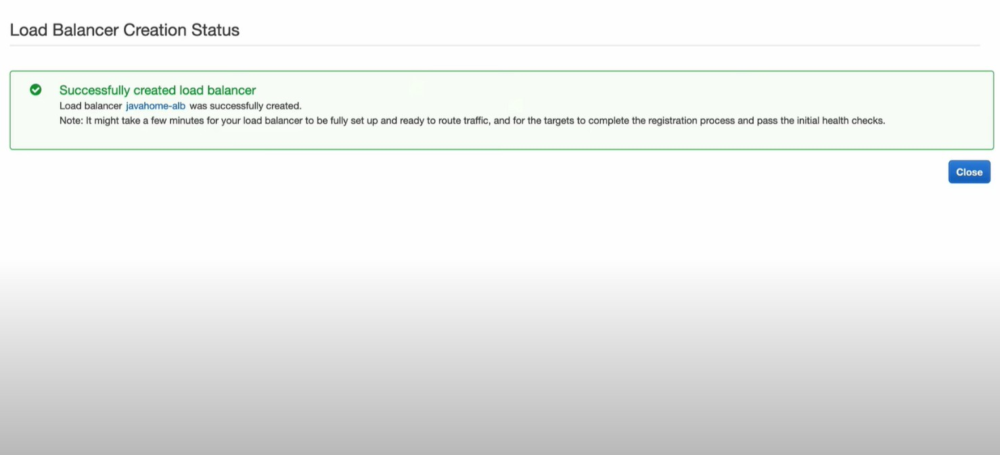 Load Balancer Creation Status
Successfully created load balancer
Load balancer javahome-alb was successfully created.
Note: It might take a few minutes for your load balancer to be fully set up and ready to route traffic, and for the targets to complete the registration process and pass the initial health checks.
Close